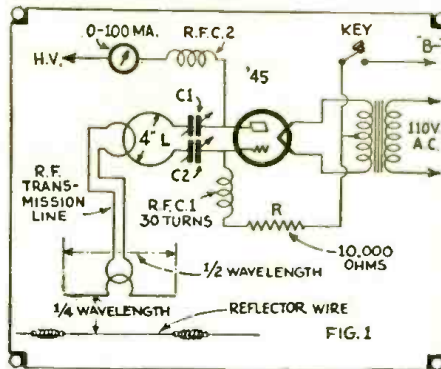 0-100 MA.
R.F.C.2
KEY
"B-"
H.V.
'45
C1
4" L
110V
A.C.
C2
R.F.
TRANS-
MISSION
LINE
R.F.C.1
30 TURNS
R
10,000
OHMS
1/2 WAVELENGTH
1/4 WAVELENGTH
REFLECTOR WIRE
FIG. 1